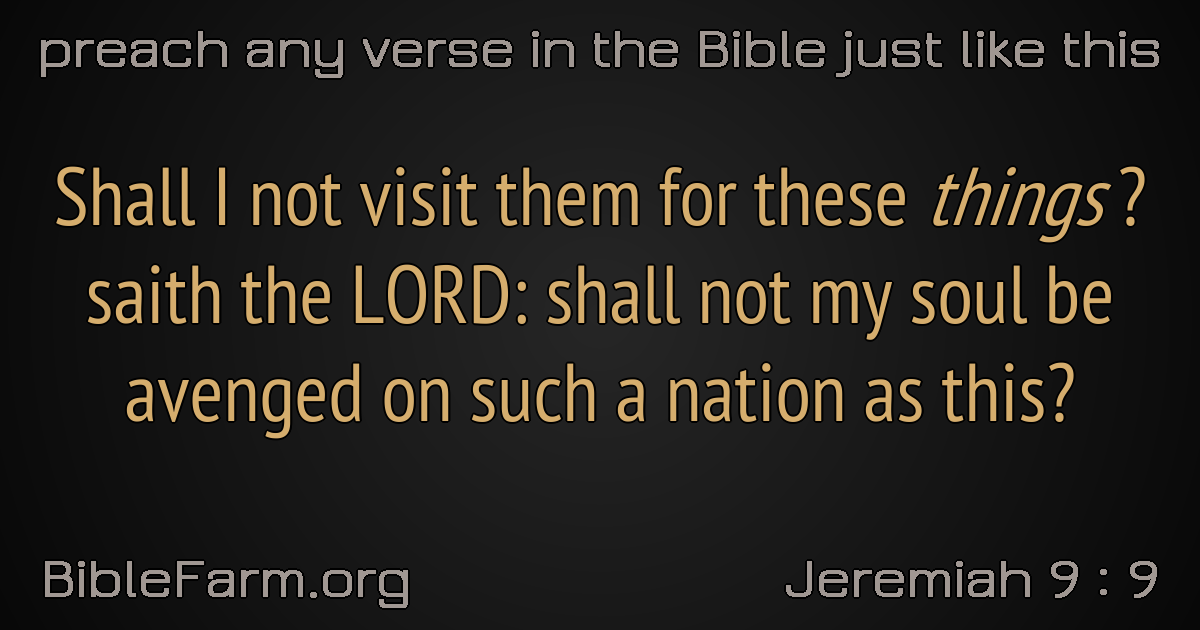 preach any verse in the Bible just like this
Shall I not visit them for these things?
saith the LORD: shall not my soul be
avenged on such a nation as this?
BibleFarm.org
Jeremiah 9 : 9